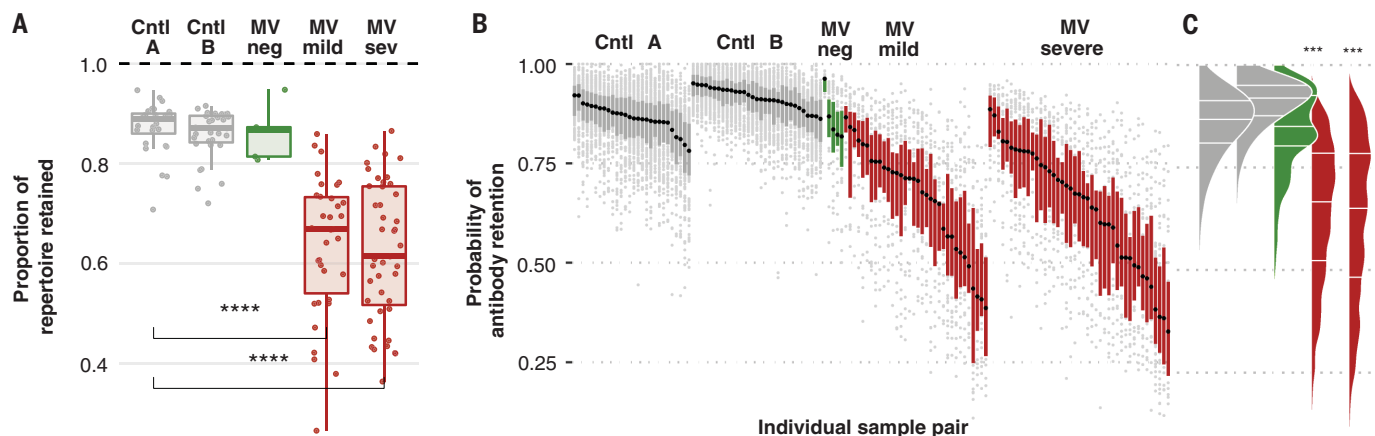 A
Cntl A
Cntl B
MV neg
MV mild
MV sev
Proportion of
repertoire retained
1.0
0.8
0.6
0.4
****
****
B
Cntl A
Cntl B
MV
neg
MV
mild
MV
severe
Probability of
antibody retention
1.00
0.75
0.50
0.25
Individual sample pair
C
*** ***